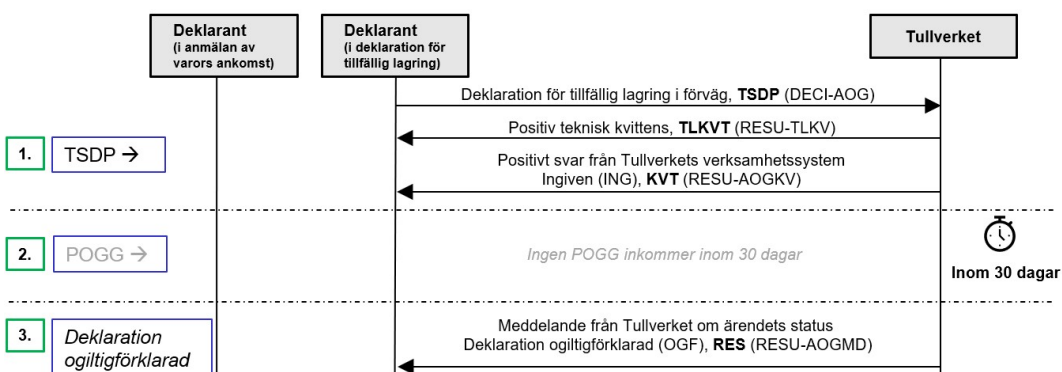 Deklarant
(i anmälan av
varors ankomst)
Deklarant
(i deklaration för
tillfällig lagring)
Tullverket
Deklaration för tillfällig lagring i förväg, TSDP (DECI-AOG)
Positiv teknisk kvittens, TLKVT (RESU-TLKV)
1.
TSDP →
Positivt svar från Tullverkets verksamhetssystem
Ingiven (ING), KVT (RESU-AOGKV)
2.
POGG →
Ingen POGG inkommer inom 30 dagar
Inom 30 dagar
3.
Deklaration
ogiltigförklarad
Meddelande från Tullverket om ärendets status
Deklaration ogiltigförklarad (OGF), RES (RESU-AOGMD)